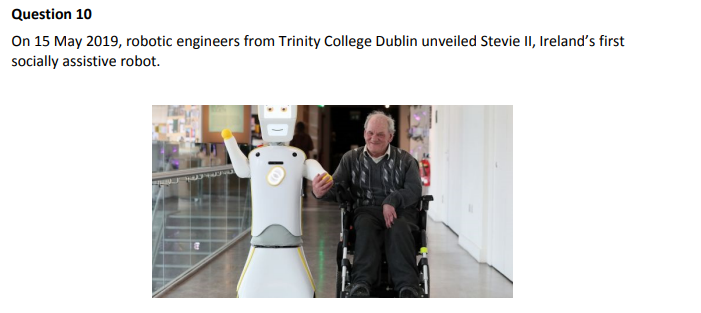 Question 10
On 15 May 2019, robotic engineers from Trinity College Dublin unveiled Stevie II, Ireland’s first
socially assistive robot.